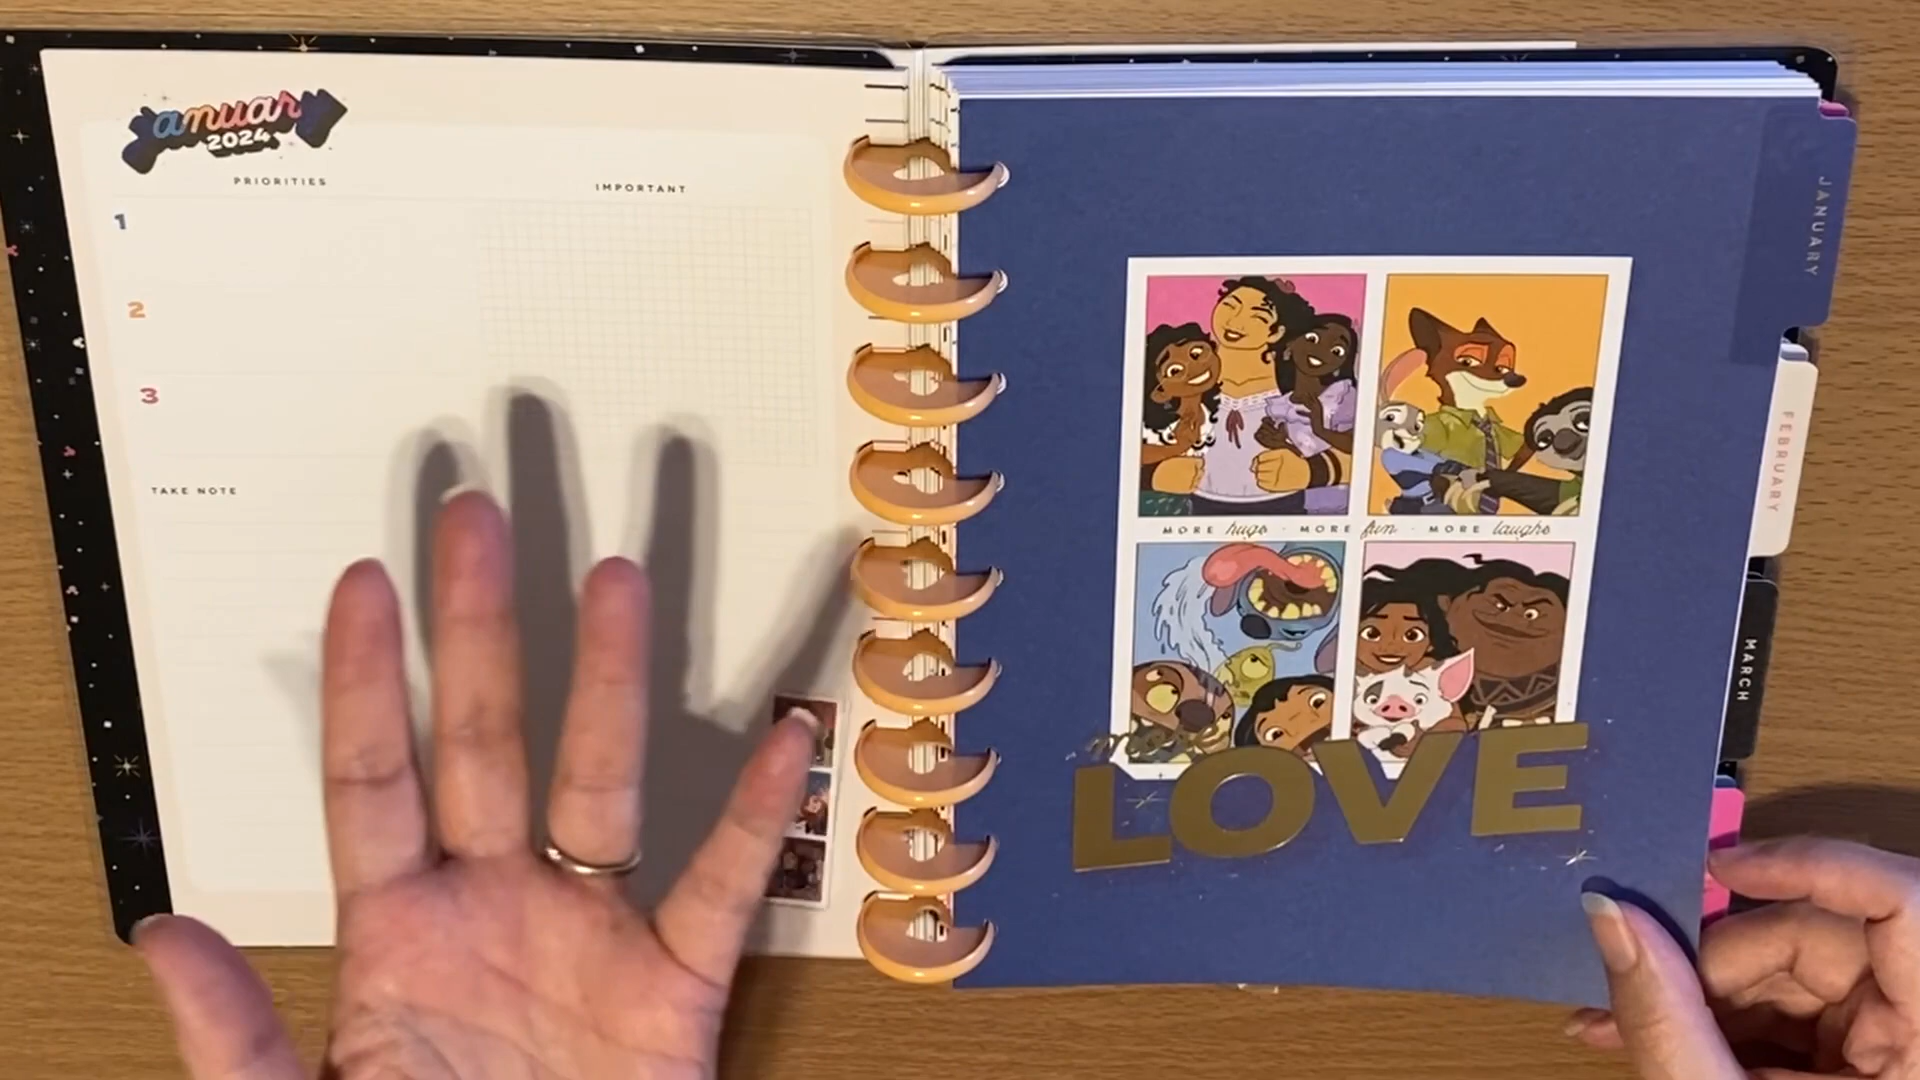 January
2024
PRIORITIES
IMPORTANT
1
2
3
TAKE NOTE
MORE hugs · MORE fun · MORE laughs
more
LOVE
JANUARY
FEBRUARY
MARCH